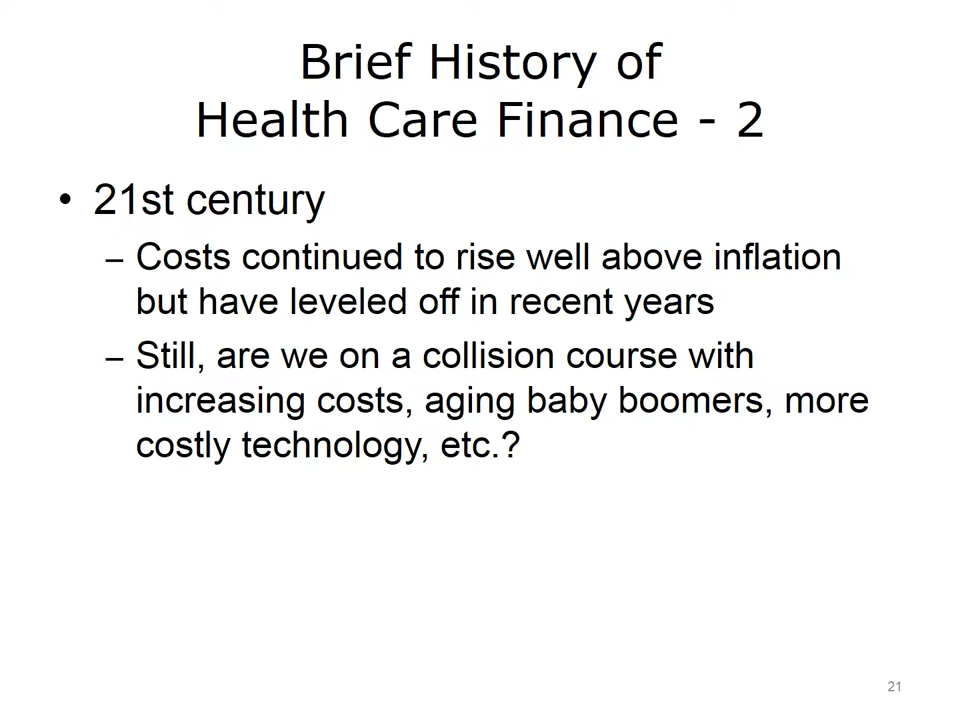 Brief History of
Health Care Finance - 2
• 21st century
– Costs continued to rise well above inflation
but have leveled off in recent years
– Still, are we on a collision course with
increasing costs, aging baby boomers, more
costly technology, etc.?
21